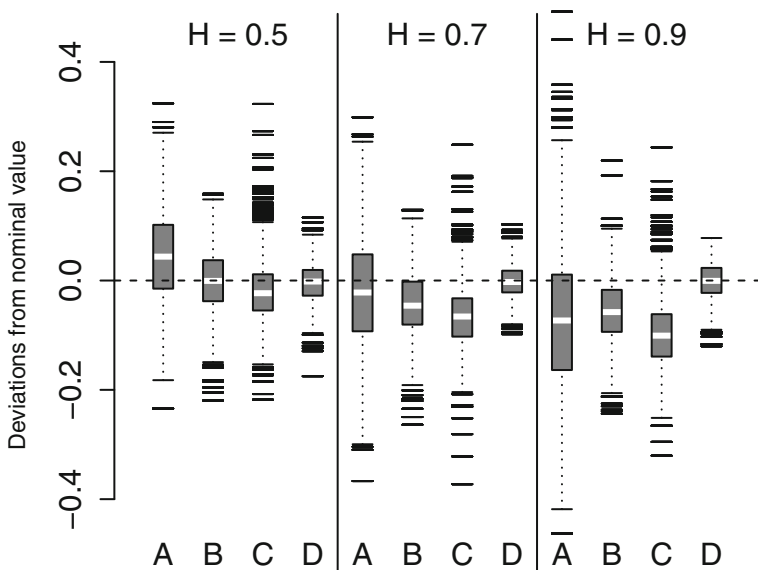 H = 0.5 H = 0.7 H = 0.9
Deviations from nominal value
0.4
0.2
0.0
−0.2
−0.4
A B C D A B C D A B C D